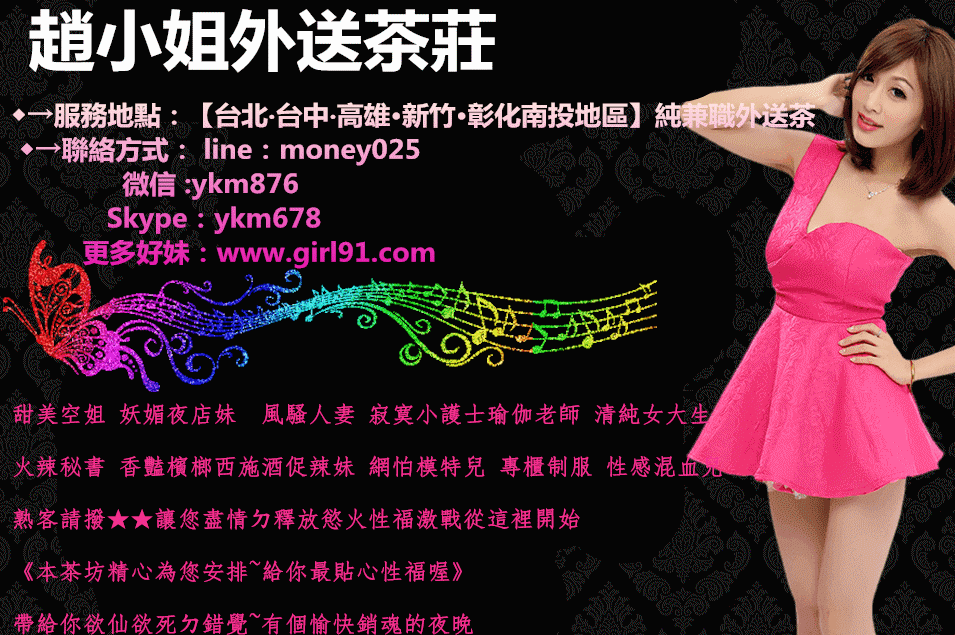 趙小姐外送茶莊
◆→服務地點：【台北·台中·高雄•新竹•彰化南投地區】純兼職外送茶
◆→聯絡方式： line：money025
微信 :ykm876
Skype：ykm678
更多好妹：www.girl91.com
甜美空姐 妖媚夜店妹 風騷人妻 寂寞小護士瑜伽老師 清純女大生
火辣秘書 香豔檳榔西施酒促辣妹 網怕模特兒 專櫃制服 性感混血兒
熟客請撥★★讓您盡情ㄉ釋放慾火性福激戰從這裡開始
《本茶坊精心為您安排~給你最貼心性福喔》
帶給你欲仙欲死ㄉ錯覺~有個愉快銷魂的夜晚